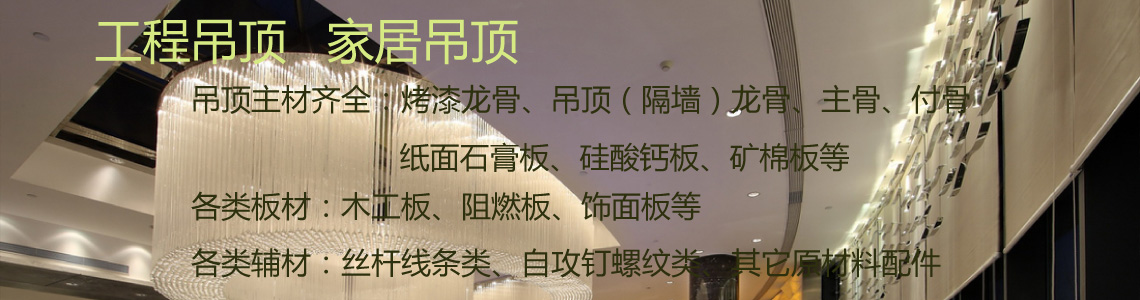 工程吊顶 家居吊顶
吊顶主材齐全：烤漆龙骨、吊顶（隔墙）龙骨、主骨、付骨
纸面石膏板、硅酸钙板、矿棉板等
各类板材：木工板、阻燃板、饰面板等
各类辅材：丝杆线条类、自攻钉螺纹类、其它原材料配件